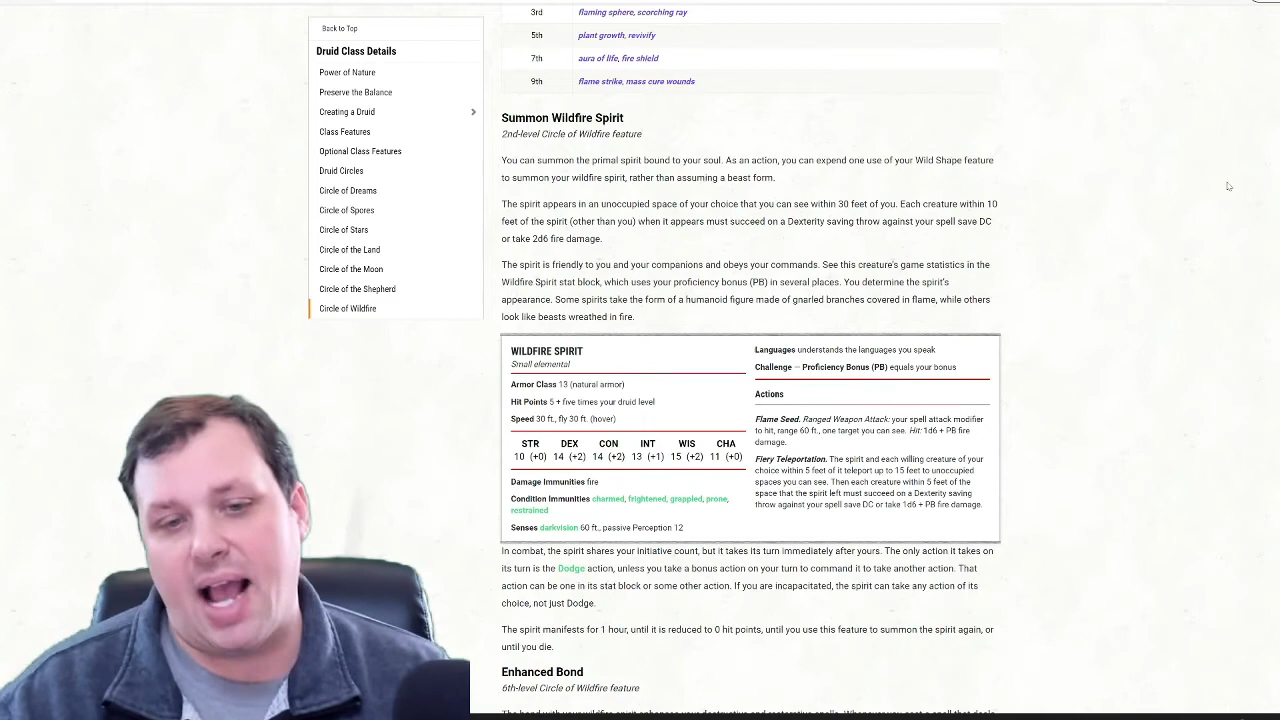 Back to Top
Druid Class Details
Power of Nature
Preserve the Balance
Creating a Druid
Class Features
Optional Class Features
Druid Circles
Circle of Dreams
Circle of Spores
Circle of Stars
Circle of the Land
Circle of the Moon
Circle of the Shepherd
Circle of Wildfire
3rd flaming sphere, scorching ray
5th plant growth, revivify
7th aura of life, fire shield
9th flame strike, mass cure wounds
Summon Wildfire Spirit
2nd-level Circle of Wildfire feature
You can summon the primal spirit bound to your soul. As an action, you can expend one use of your Wild Shape feature
to summon your wildfire spirit, rather than assuming a beast form.
The spirit appears in an unoccupied space of your choice that you can see within 30 feet of you. Each creature within 10
feet of the spirit (other than you) when it appears must succeed on a Dexterity saving throw against your spell save DC
or take 2d6 fire damage.
The spirit is friendly to you and your companions and obeys your commands. See this creature's game statistics in the
Wildfire Spirit stat block, which uses your proficiency bonus (PB) in several places. You determine the spirit's
appearance. Some spirits take the form of a humanoid figure made of gnarled branches covered in flame, while others
look like beasts wreathed in fire.
WILDFIRE SPIRIT
Small elemental
Armor Class 13 (natural armor)
Hit Points 5 + five times your druid level
Speed 30 ft., fly 30 ft. (hover)
STR DEX CON INT WIS CHA
10 (+0) 14 (+2) 14 (+2) 13 (+1) 15 (+2) 11 (+0)
Damage Immunities fire
Condition Immunities charmed, frightened, grappled, prone,
restrained
Senses darkvision 60 ft., passive Perception 12
Languages understands the languages you speak
Challenge — Proficiency Bonus (PB) equals your bonus
Actions
Flame Seed. Ranged Weapon Attack: your spell attack modifier
to hit, range 60 ft., one target you can see. Hit: 1d6 + PB fire
damage.
Fiery Teleportation. The spirit and each willing creature of your
choice within 5 feet of it teleport up to 15 feet to unoccupied
spaces you can see. Then each creature within 5 feet of the
space that the spirit left must succeed on a Dexterity saving
throw against your spell save DC or take 1d6 + PB fire damage.
In combat, the spirit shares your initiative count, but it takes its turn immediately after yours. The only action it takes on
its turn is the Dodge action, unless you take a bonus action on your turn to command it to take another action. That
action can be one in its stat block or some other action. If you are incapacitated, the spirit can take any action of its
choice, not just Dodge.
The spirit manifests for 1 hour, until it is reduced to 0 hit points, until you use this feature to summon the spirit again, or
until you die.
Enhanced Bond
6th-level Circle of Wildfire feature
The bond with your wildfire spirit enhances your destructive and restorative spells. Whenever you cast a spell that deals